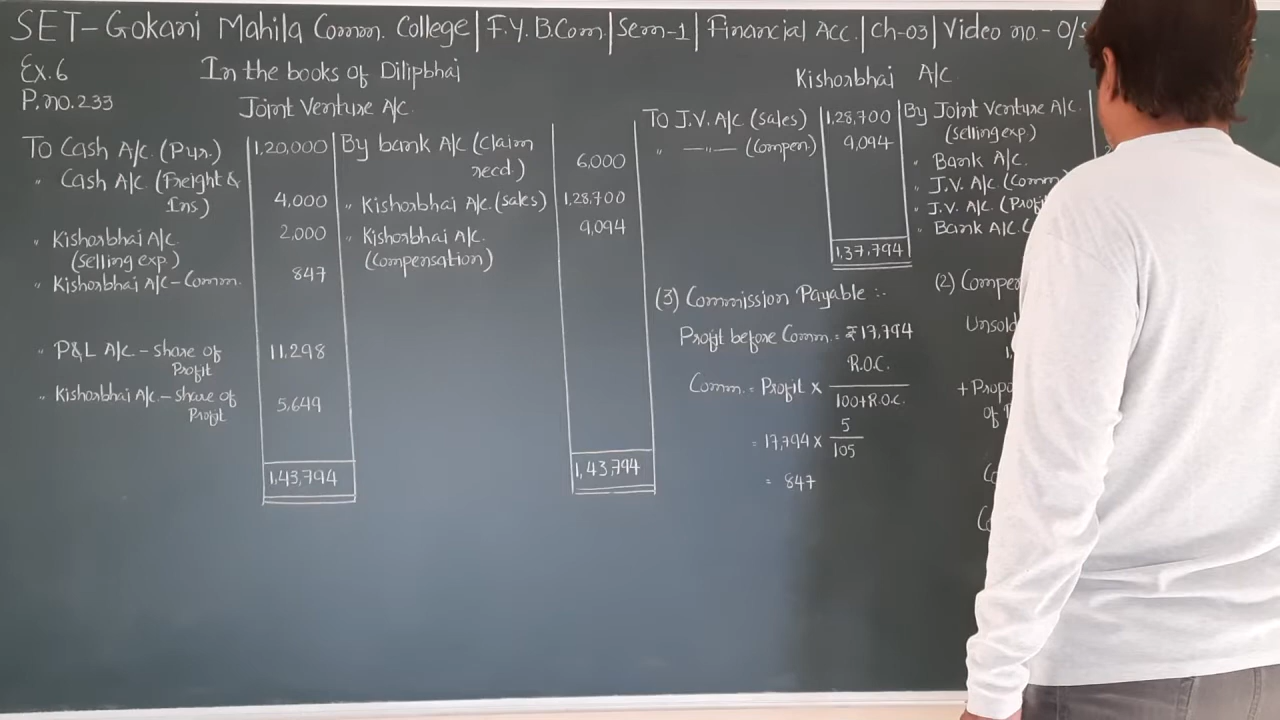 SET-Gokani Mahila Comm. College | F.Y. B.Com. | Sem-1 | Financial Acc. | Ch-03 | Video no.- 0/s
Ex.6
P.no.233
In the books of Dilipbhai
Joint Venture A/c.
To Cash A/c. (Pur.) 1,20,000
" Cash A/c. (Freight &
Ins) 4,000
" Kishorbhai A/c. 2,000
(selling exp.)
" Kishorbhai A/c - Comm. 847
" P&L A/c - share of
Profit 11,298
" Kishorbhai A/c - share of
Profit 5,649
1,43,794
By bank A/c (claim
recd.) 6,000
" Kishorbhai A/c. (sales) 1,28,700
" Kishorbhai A/c. 9,094
(compensation)
1,43,794
Kishorbhai A/c.
To J.V. A/c (sales) 1,28,700
" —"— (compen.) 9,094
1,37,794
By Joint Venture A/c.
(selling exp.)
" Bank A/c.
" J.V. A/c. (Comm
" J.V. A/c. (Prof
" Bank A/c. (
(3) Commission Payable :-
Profit before Comm. = ₹ 17,794
Comm. = Profit × R.O.C. / 100+R.O.C.
= 17,794 × 5 / 105
= 847
(2) Compe
Unsold
+ Propo
of